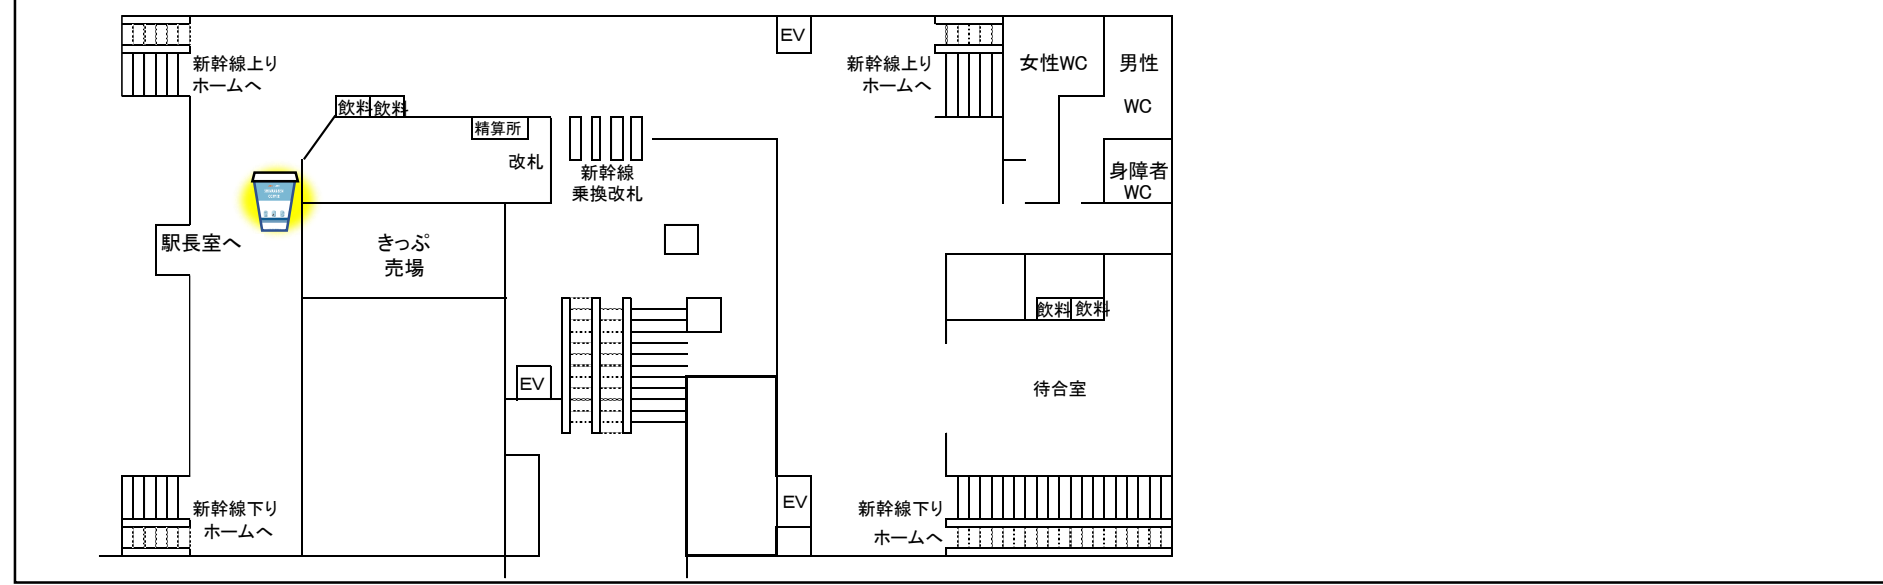 EV
新幹線上り
ホームへ
新幹線上り
ホームへ
女性WC
男性
WC
飲料
飲料
精算所
改札
新幹線
乗換改札
身障者
WC
駅長室へ
きっぷ
売場
飲料
飲料
EV
待合室
新幹線下り
ホームへ
EV
新幹線下り
ホームへ